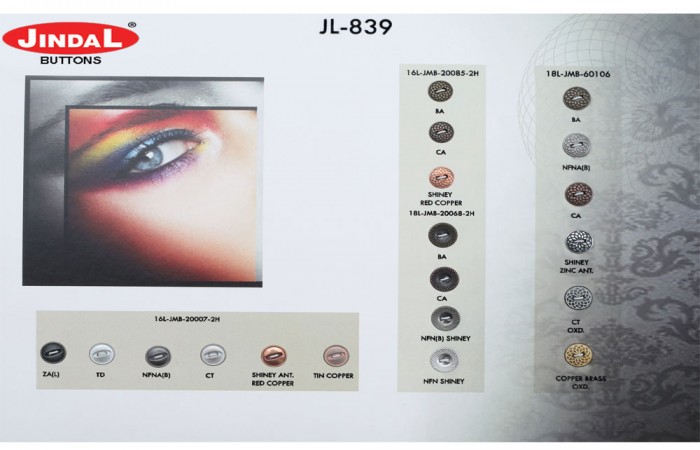 JINDAL®
BUTTONS
JL-839
16L-JMB-20085-2H
BA
CA
SHINEY
RED COPPER
18L-JMB-20068-2H
BA
CA
NFN(B) SHINEY
NFN SHINEY
18L-JMB-60106
BA
NFNA(B)
CA
SHINEY
ZINC ANT.
CT
OXD.
COPPER BRASS
OXD.
16L-JMB-20007-2H
ZA(L)
TD
NFNA(B)
CT
SHINEY ANT.
RED COPPER
TIN COPPER